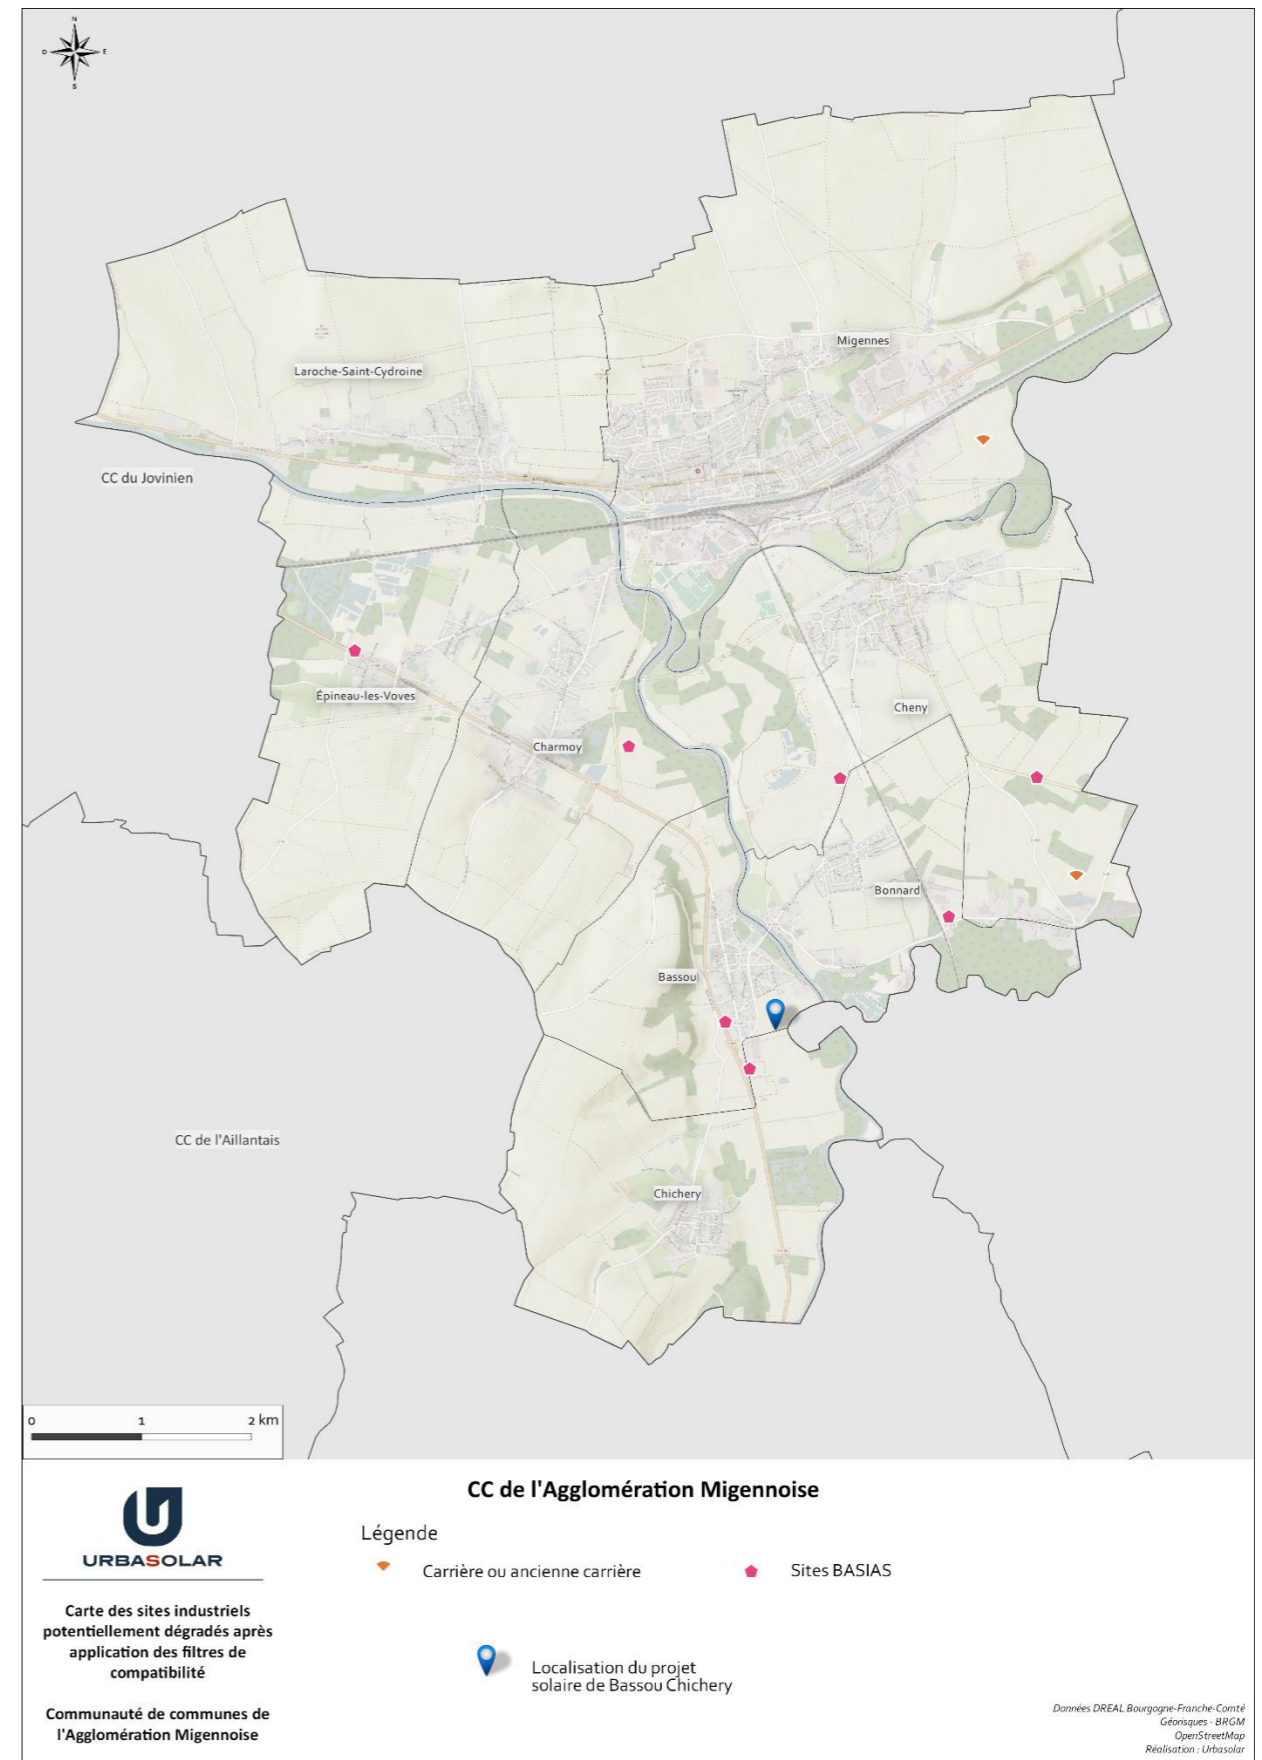 N
O
E
S
Migennes
Laroche-Saint-Cydroine
CC du Jovinien
Épineau-les-Voves
Cheny
Charmoy
Bonnard
Bassou
CC de l'Aillantais
Chichery
0 1 2 km
CC de l'Agglomération Migennoise
Légende
Carrière ou ancienne carrière
Sites BASIAS
Localisation du projet
solaire de Bassou Chichery
URBASOLAR
Carte des sites industriels
potentiellement dégradés après
application des filtres de
compatibilité
Communauté de communes de
l'Agglomération Migennoise
Données DREAL Bourgogne-Franche-Comté
Géorisques - BRGM
OpenStreetMap
Réalisation : Urbasolar